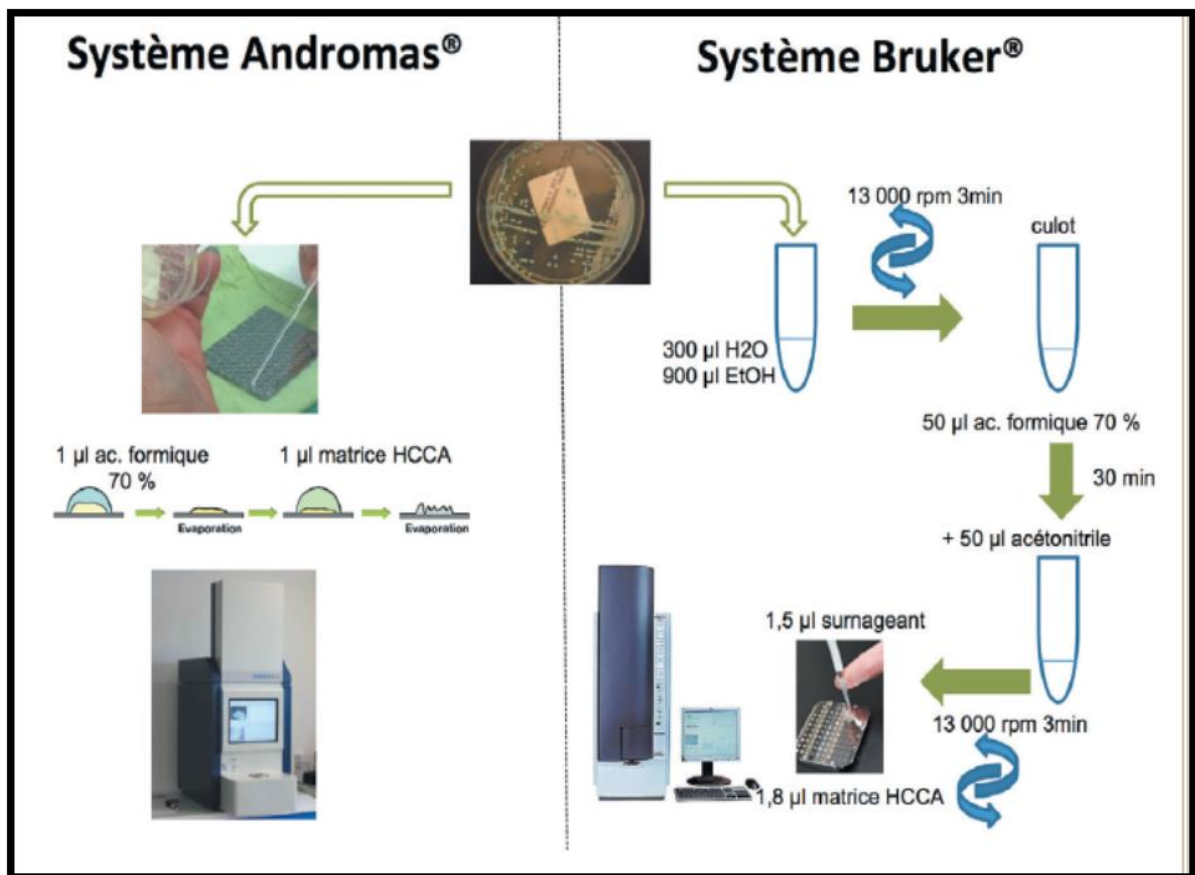 Système Andromas®
Système Bruker®
1 µl ac. formique
70 %
1 µl matrice HCCA
Evaporation
Evaporation
13 000 rpm 3min
culot
300 µl H2O
900 µl EtOH
50 µl ac. formique 70 %
30 min
+ 50 µl acétonitrile
1,5 µl surnageant
13 000 rpm 3min
1,8 µl matrice HCCA